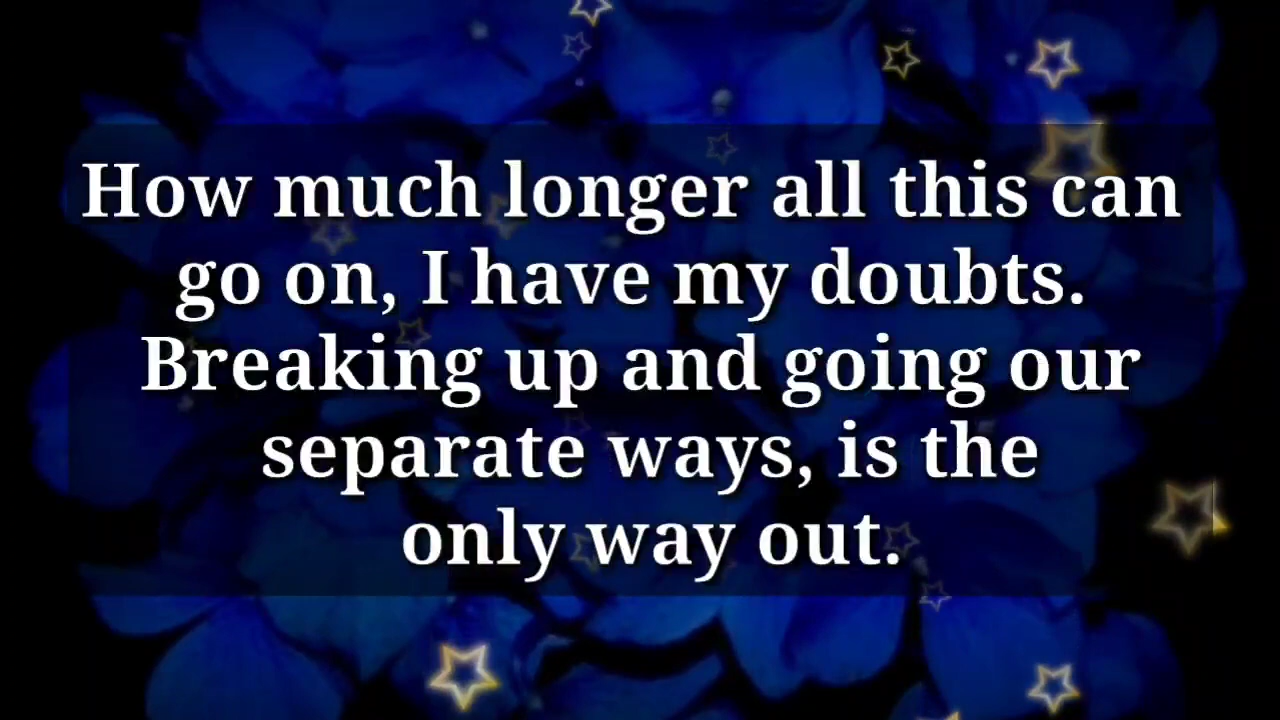 How much longer all this can
go on, I have my doubts.
Breaking up and going our
separate ways, is the
only way out.